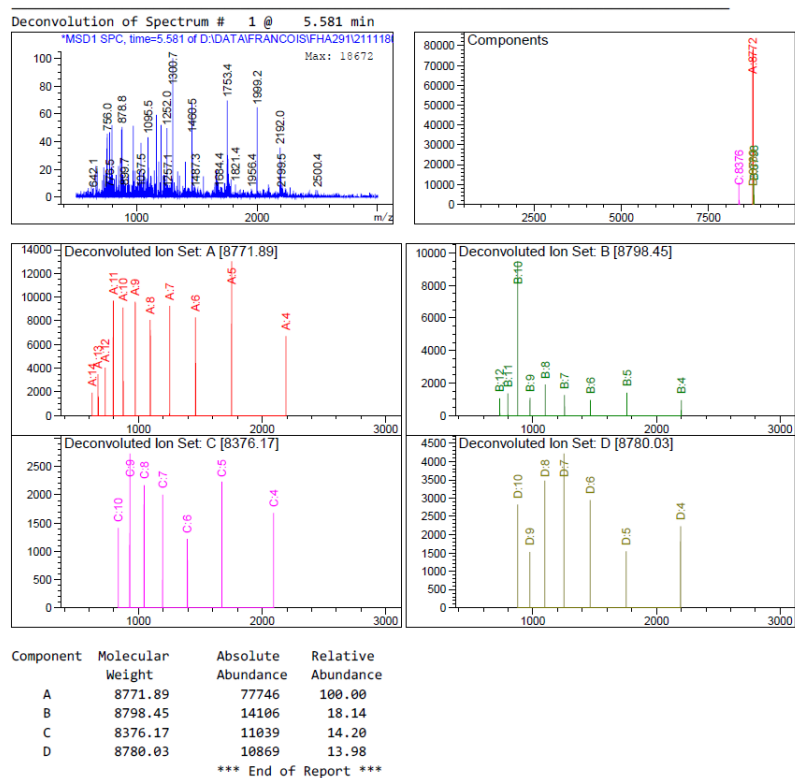 Deconvolution of Spectrum # 1 @ 5.581 min
*MSD1 SPC, time=5.581 of D:\DATA\FRANCOIS\FHA291\211118
Max: 18672
100
80
60
40
20
0
642.1
756.0
878.8
1095.5
1252.0
1300.7
1460.5
1487.3
1684.4
1753.4
1821.4
1956.4
1999.2
2192.0
2199.5
2500.4
1000
2000
m/z
Components
80000
70000
60000
50000
40000
30000
20000
10000
0
C:8376
A:8772
2500
5000
7500
Deconvoluted Ion Set: A [8771.89]
14000
12000
10000
8000
6000
4000
2000
0
A:14
A:13
A:12
A:11
A:10
A:9
A:8
A:7
A:6
A:5
A:4
1000
2000
3000
Deconvoluted Ion Set: B [8798.45]
10000
8000
6000
4000
2000
0
B:12
B:11
B:10
B:9
B:8
B:7
B:6
B:5
B:4
1000
2000
3000
Deconvoluted Ion Set: C [8376.17]
2500
2000
1500
1000
500
0
C:10
C:9
C:8
C:7
C:6
C:5
C:4
1000
2000
3000
Deconvoluted Ion Set: D [8780.03]
4500
4000
3500
3000
2500
2000
1500
1000
500
0
D:10
D:9
D:8
D:7
D:6
D:5
D:4
1000
2000
3000
Component Molecular Absolute Relative
Weight Abundance Abundance
A 8771.89 77746 100.00
B 8798.45 14106 18.14
C 8376.17 11039 14.20
D 8780.03 10869 13.98
*** End of Report ***